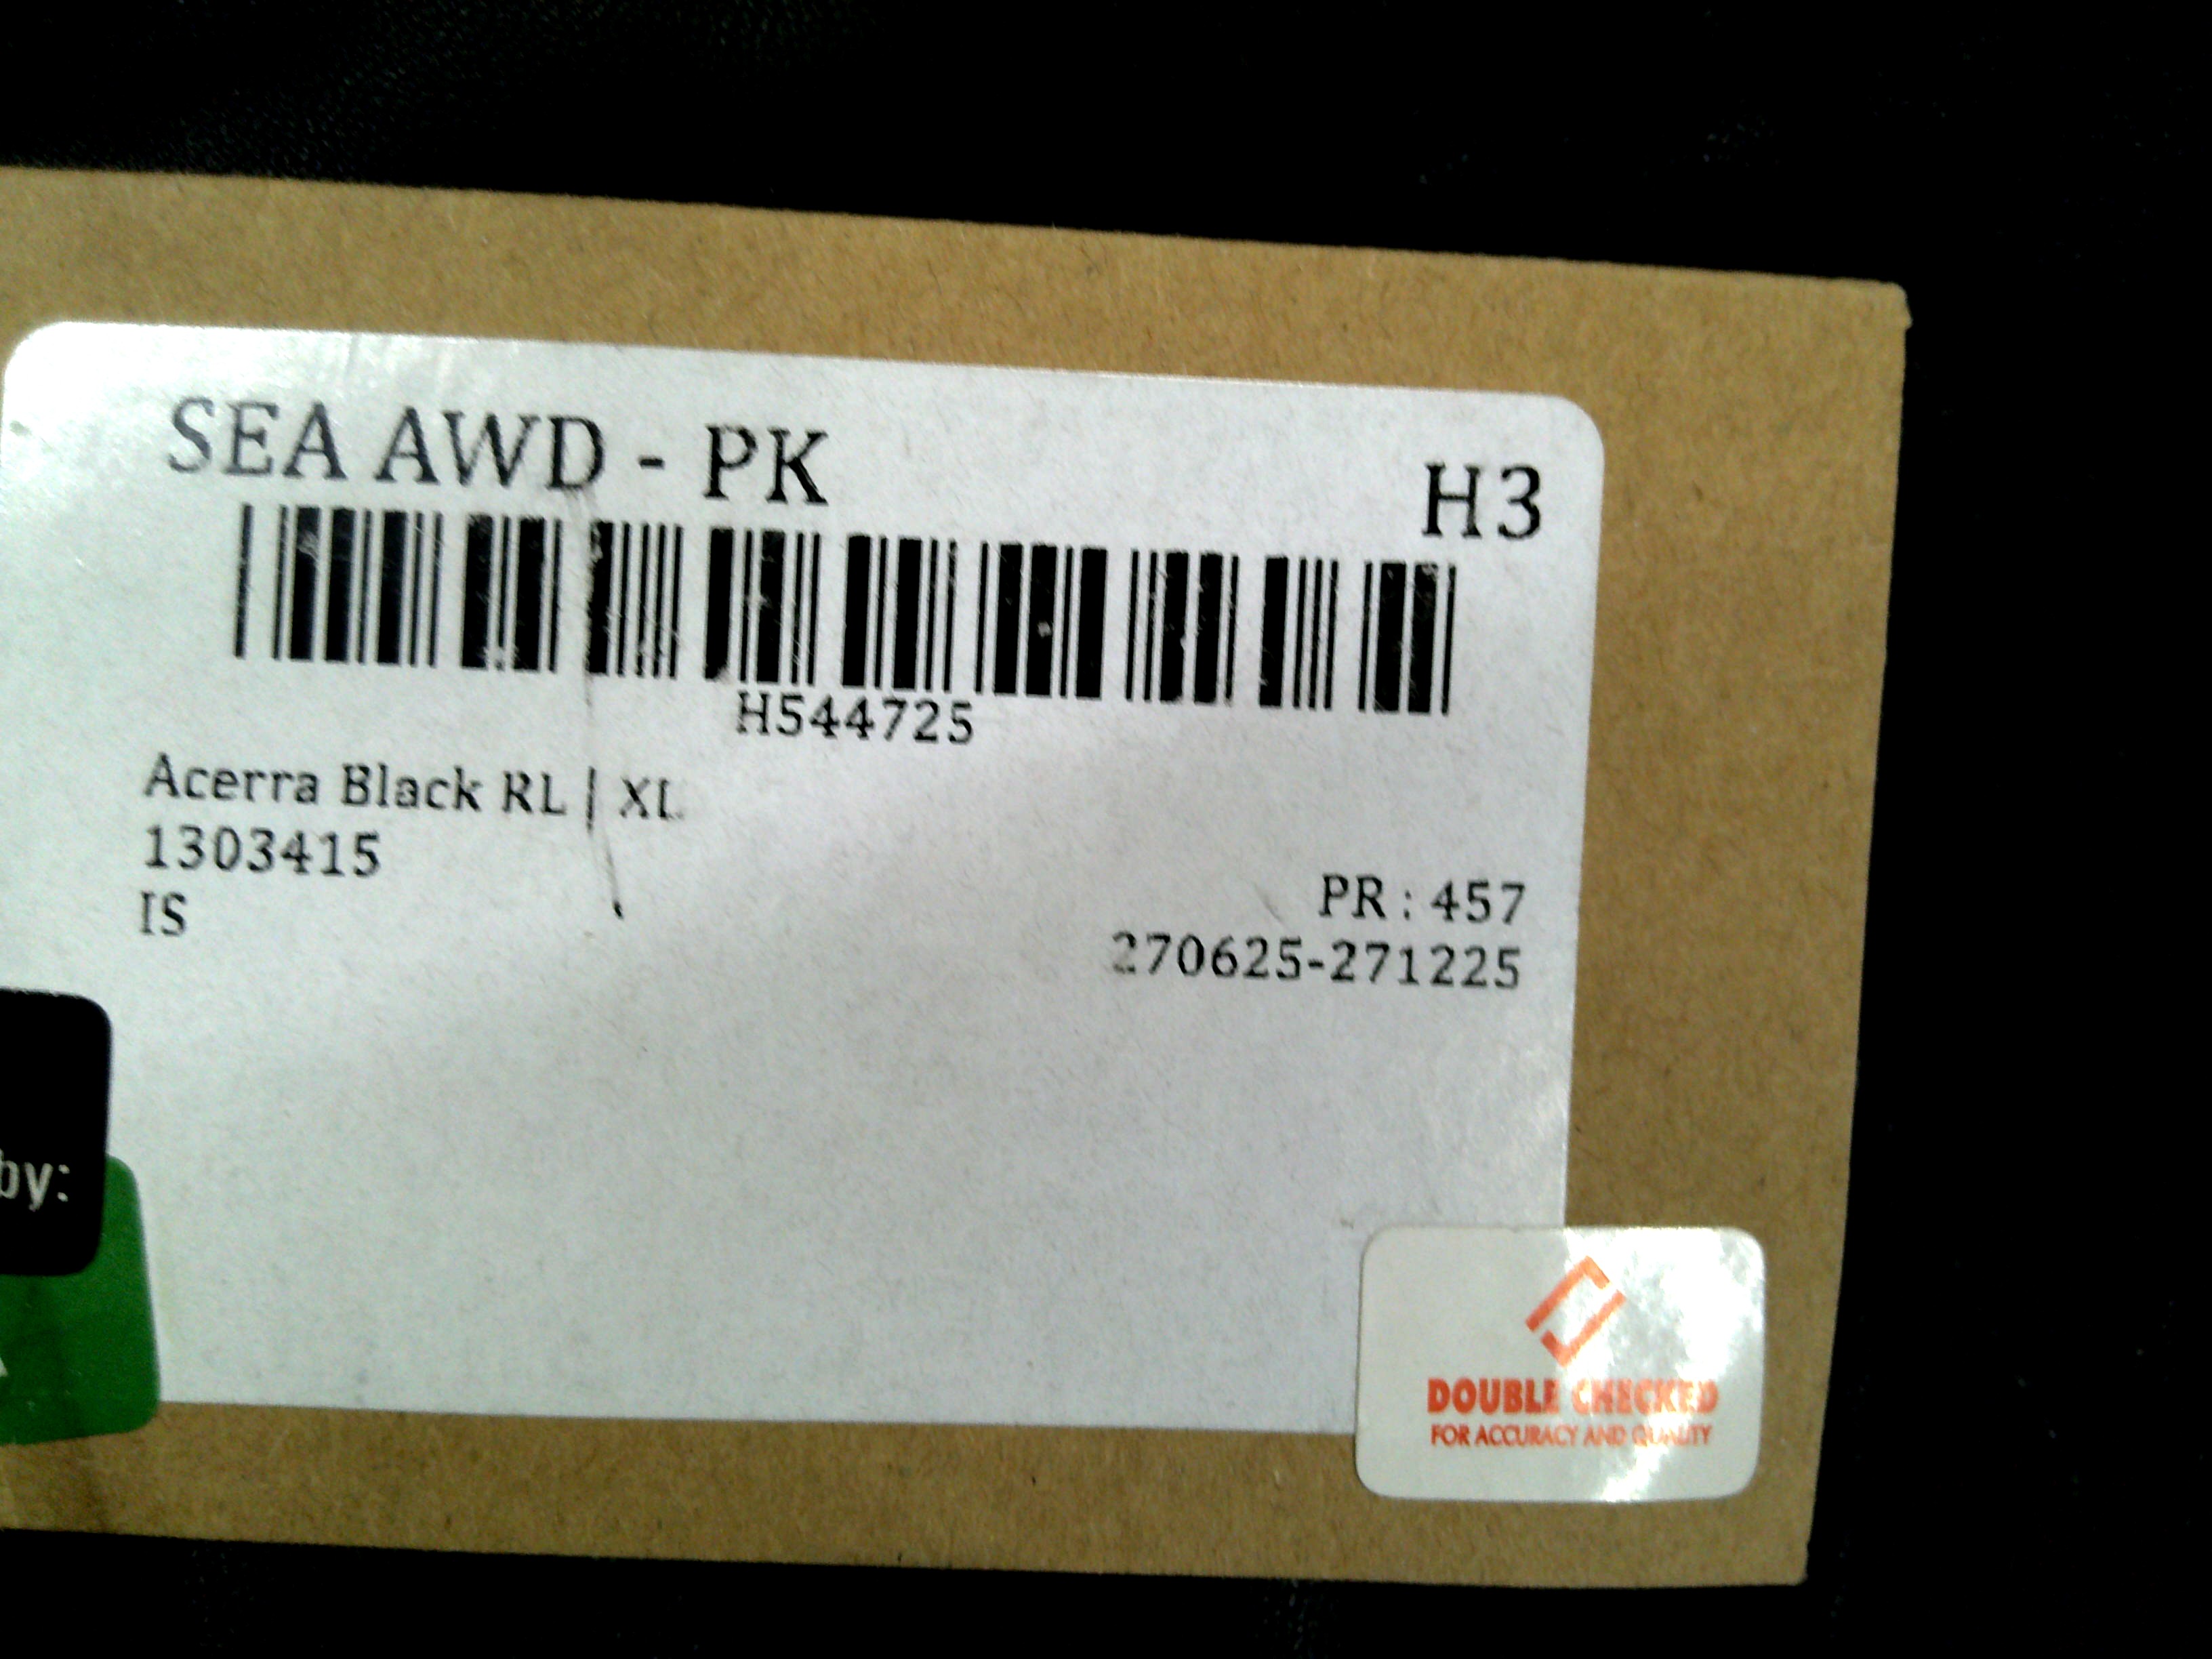 SEA AWD - PK
H3
H544725
Acerra Black RL | XL
1303415
IS
PR : 457
270625-271225
by:
DOUBLE CHECKED
FOR ACCURACY AND QUALITY